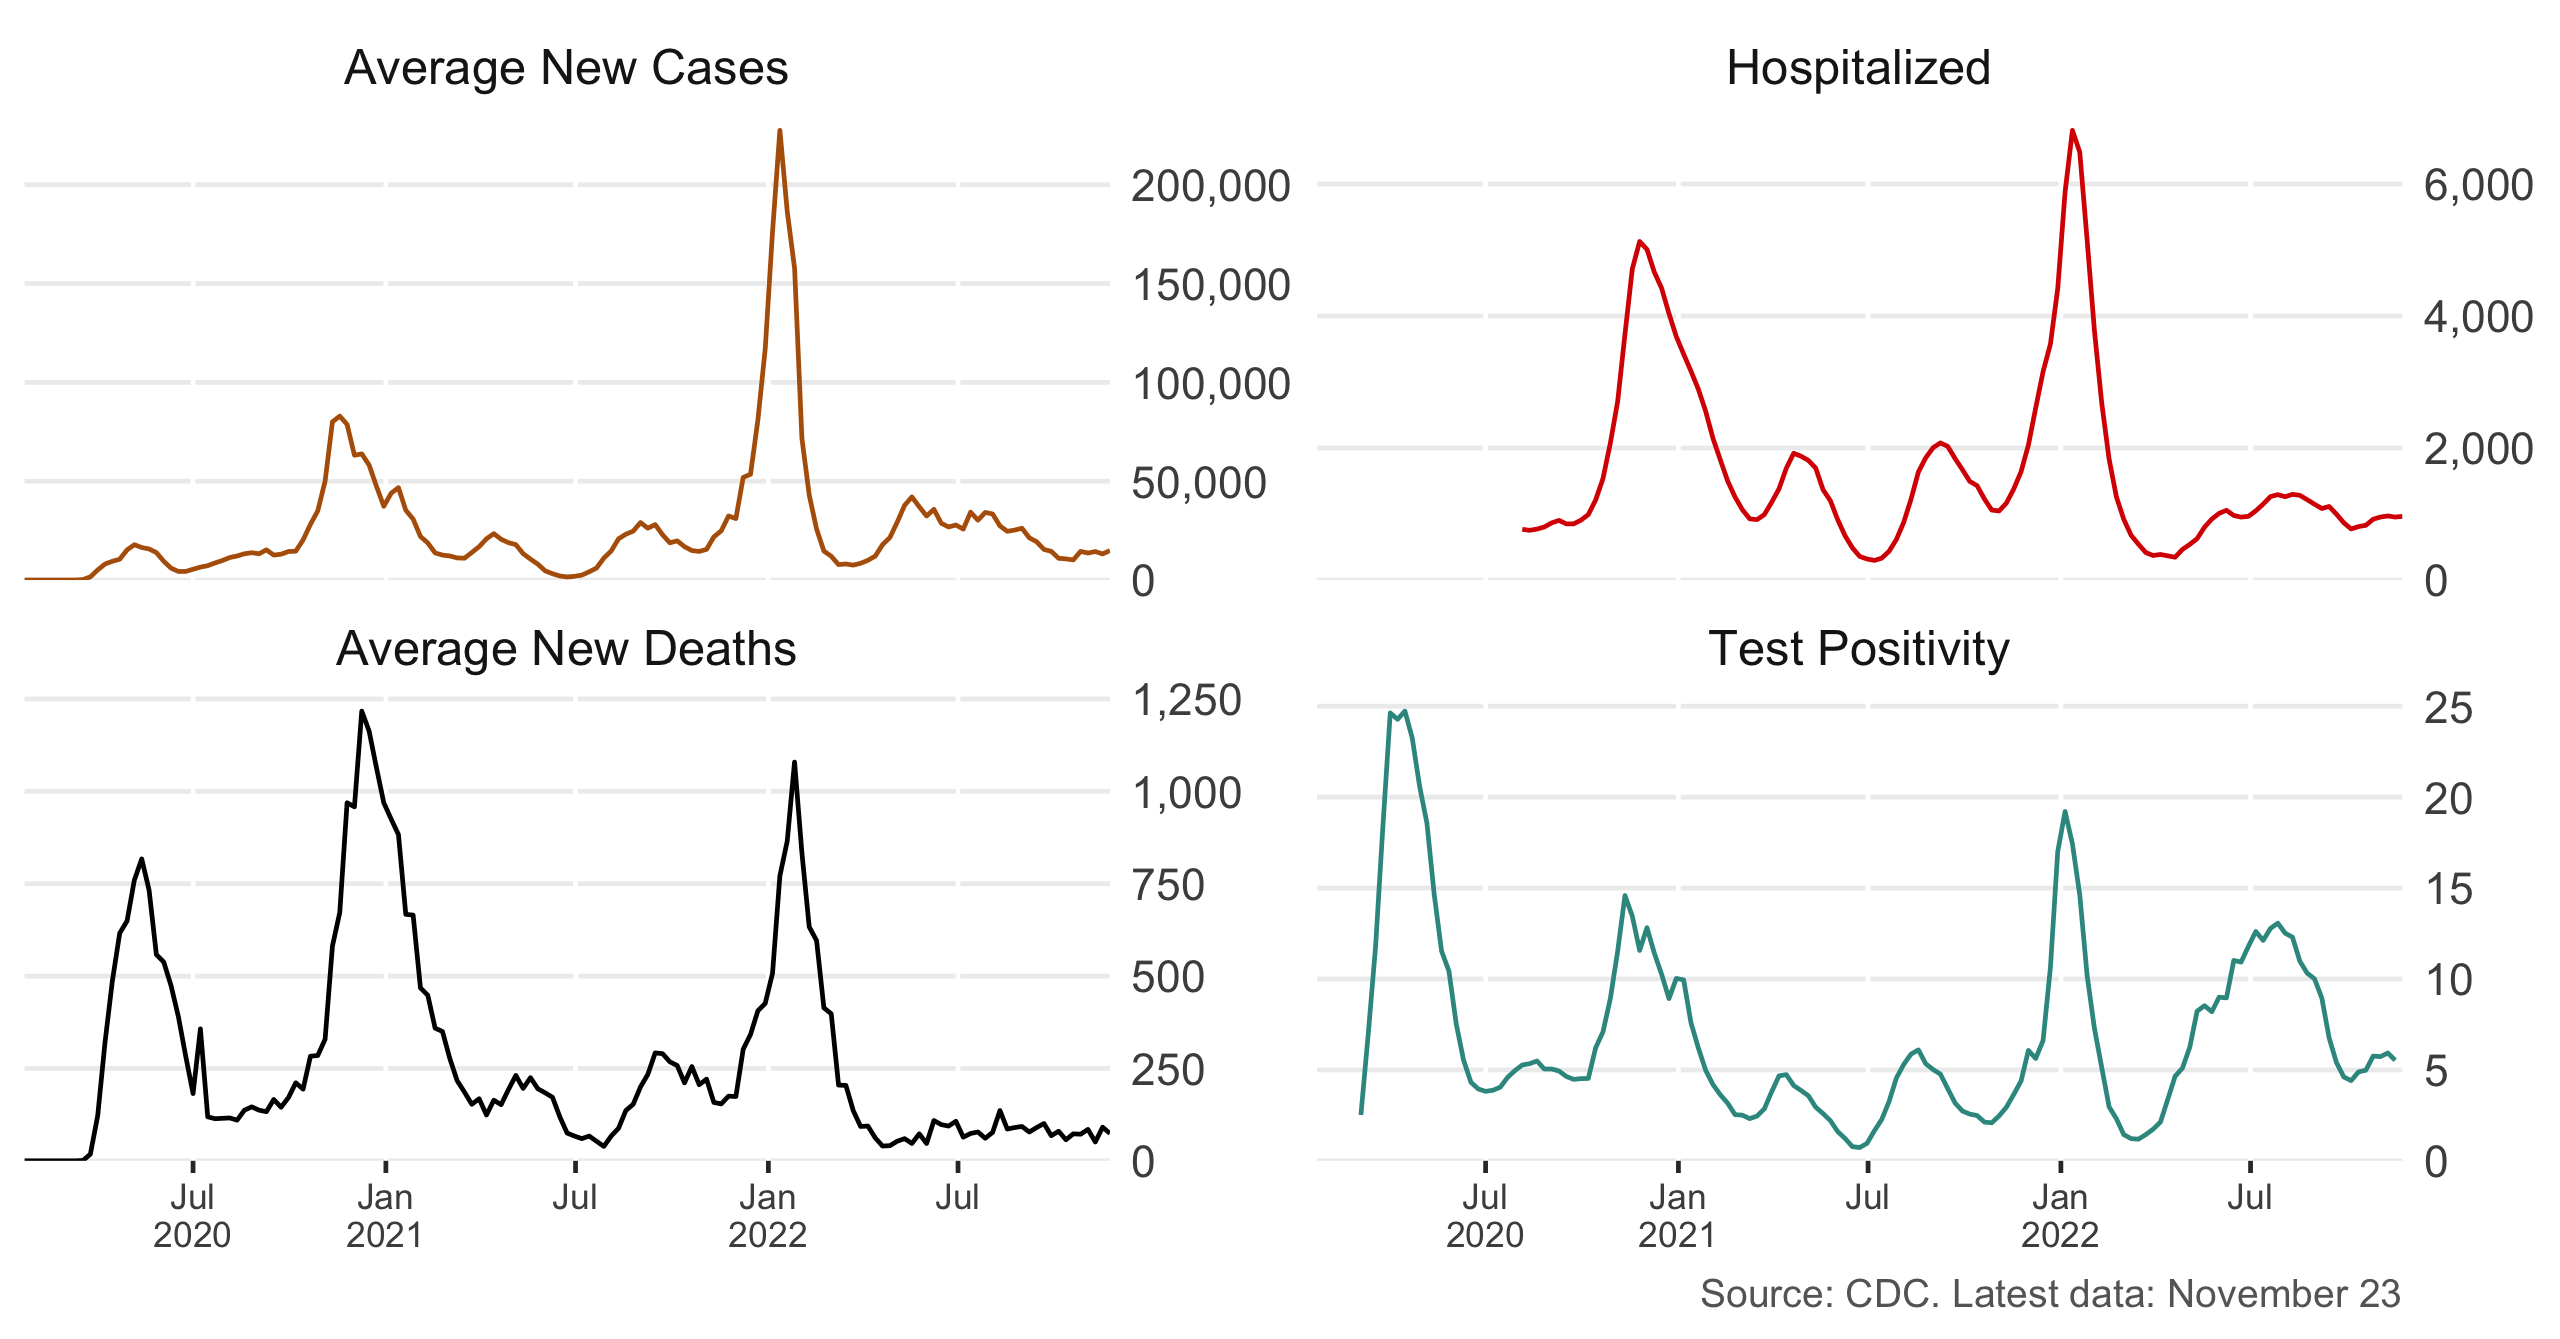 Average New Cases
200,000
150,000
100,000
50,000
0
Hospitalized
6,000
4,000
2,000
0
Average New Deaths
1,250
1,000
750
500
250
0
Jul Jan Jul Jan Jul
2020 2021 2022
Test Positivity
25
20
15
10
5
0
Jul Jan Jul Jan Jul
2020 2021 2022
Source: CDC. Latest data: November 23